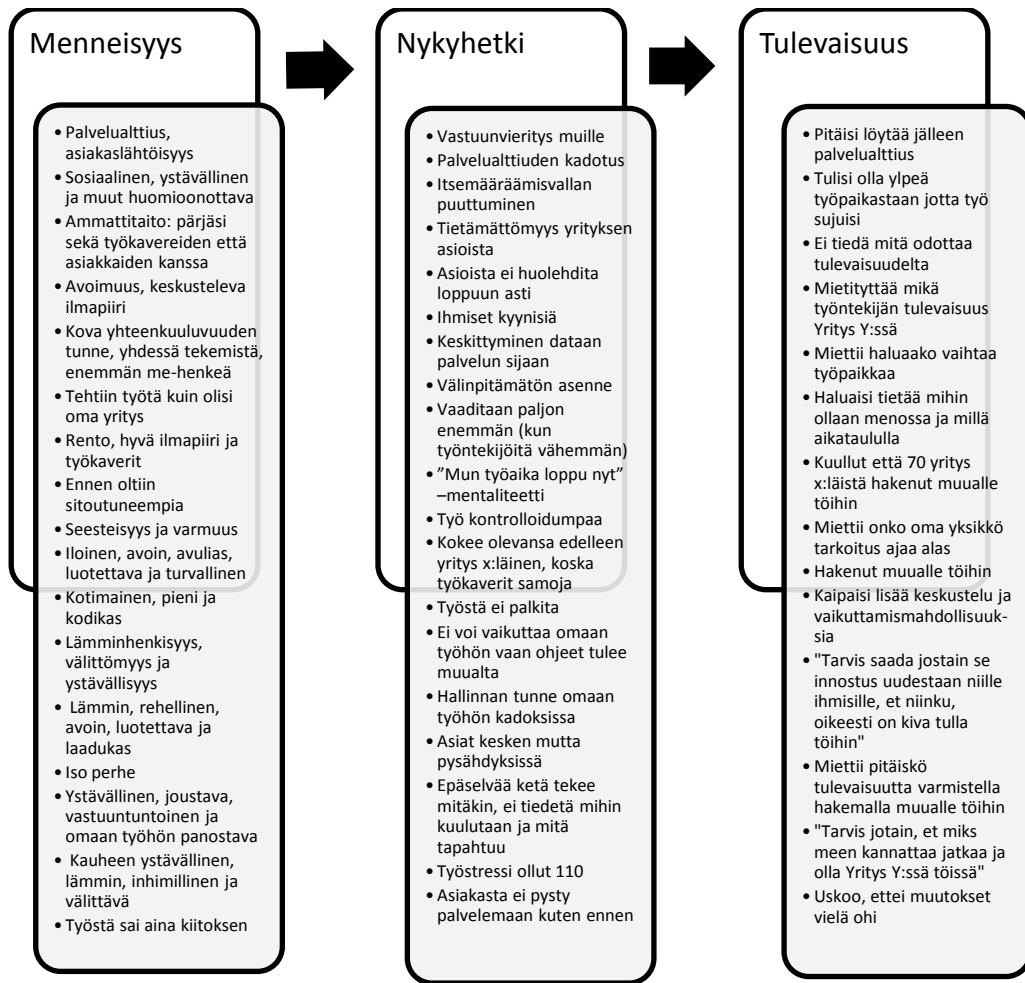 Menneisyys
• Palvelualttius,
asiakaslähtöisyys
• Sosiaalinen, ystävällinen
ja muut huomioonottava
• Ammattitaito: pärjäsi
sekä työkavereiden että
asiakkaiden kanssa
• Avoimuus, keskusteleva
ilmapiiri
• Kova yhteenkuuluvuuden
tunne, yhdessä tekemistä,
enemmän me-henkeä
• Tehtiin työtä kuin olisi
oma yritys
• Rento, hyvä ilmapiiri ja
työkaverit
• Ennen oltiin
sitoutuneempia
• Seesteisyys ja varmuus
• Iloinen, avoin, avulias,
luotettava ja turvallinen
• Kotimainen, pieni ja
kodikas
• Lämminhenkisyys,
välittömyys ja
ystävällisyys
• Lämmin, rehellinen,
avoin, luotettava ja
laadukas
• Iso perhe
• Ystävällinen, joustava,
vastuuntuntoinen ja
omaan työhön panostava
• Kauheen ystävällinen,
lämmin, inhimillinen ja
välittävä
• Työstä sai aina kiitoksen
Nykyhetki
• Vastuunvieritys muille
• Palvelualttiuden kadotus
• Itsemääräämisvallan
puuttuminen
• Tietämättömyys yrityksen
asioista
• Asioista ei huolehdita
loppuun asti
• Ihmiset kyynisiä
• Keskittyminen dataan
palvelun sijaan
• Välinpitämätön asenne
• Vaaditaan paljon
enemmän (kun
työntekijöitä vähemmän)
• ”Mun työaika loppu nyt”
–mentaliteetti
• Työ kontrolloidumpaa
• Kokee olevansa edelleen
yritys x:läinen, koska
työkaverit samoja
• Työstä ei palkita
• Ei voi vaikuttaa omaan
työhön vaan ohjeet tulee
muualta
• Hallinnan tunne omaan
työhön kadoksissa
• Asiat kesken mutta
pysähdyksissä
• Epäselvää ketä tekee
mitäkin, ei tiedetä mihin
kuulutaan ja mitä
tapahtuu
• Työstressi ollut 110
• Asiakasta ei pysty
palvelemaan kuten ennen
Tulevaisuus
• Pitäisi löytää jälleen
palvelualttius
• Tulisi olla ylpeä
työpaikastaan jotta työ
sujuisi
• Ei tiedä mitä odottaa
tulevaisuudelta
• Mietityttää mikä
työntekijän tulevaisuus
Yritys Y:ssä
• Miettii haluaako vaihtaa
työpaikkaa
• Haluaisi tietää mihin
ollaan menossa ja millä
aikataululla
• Kuullut että 70 yritys
x:läistä hakenut muualle
töihin
• Miettii onko oma yksikkö
tarkoitus ajaa alas
• Hakenut muualle töihin
• Kaipaisi lisää keskustelu ja
vaikuttamismahdollisuuk-
sia
• "Tarvis saada jostain se
innostus uudestaan niille
ihmisille, et niinku,
oikeesti on kiva tulla
töihin"
• Miettii pitäiskö
tulevaisuutta varmistella
hakemalla muualle töihin
• "Tarvis jotain, et miks
meen kannattaa jatkaa ja
olla Yritys Y:ssä töissä"
• Uskoo, ettei muutokset
vielä ohi